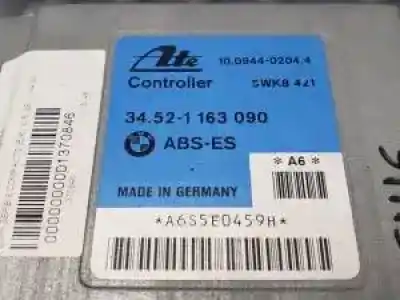 Ate
10.0944-0204.4
Controller
5WK8 421
34.52-1 163 090
ABS-ES
*A6*
MADE IN GERMANY
*A6S5E0459H*
000000000001370846